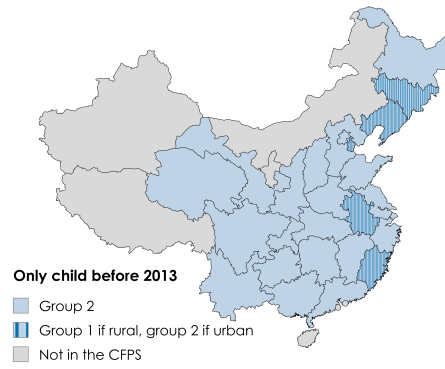 Only child before 2013
Group 2
Group 1 if rural, group 2 if urban
Not in the CFPS